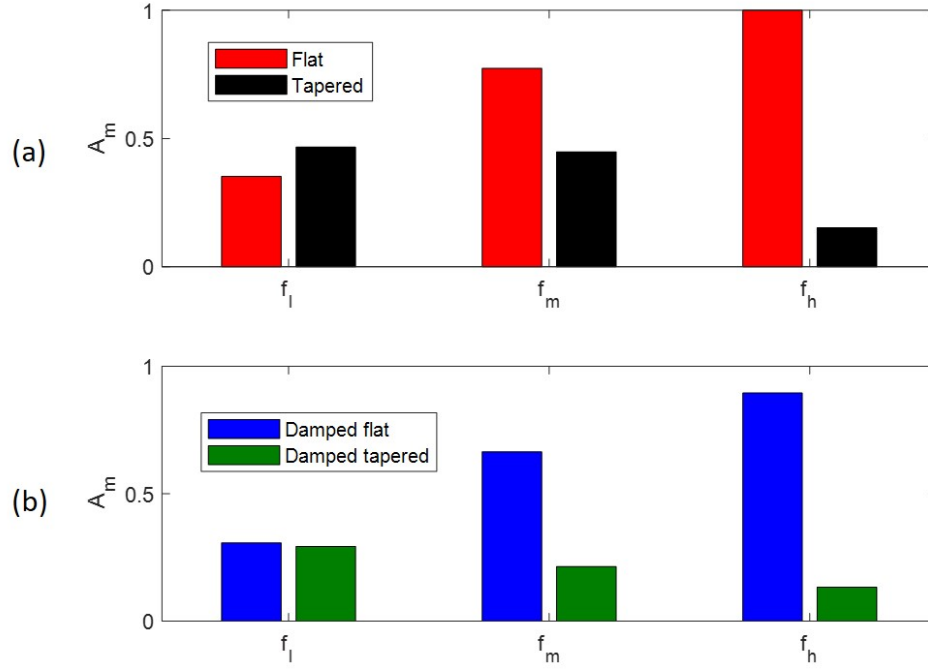 1
Flat
Tapered
(a)
A_m
0.5
0
f_l
f_m
f_h
1
Damped flat
Damped tapered
(b)
A_m
0.5
0
f_l
f_m
f_h